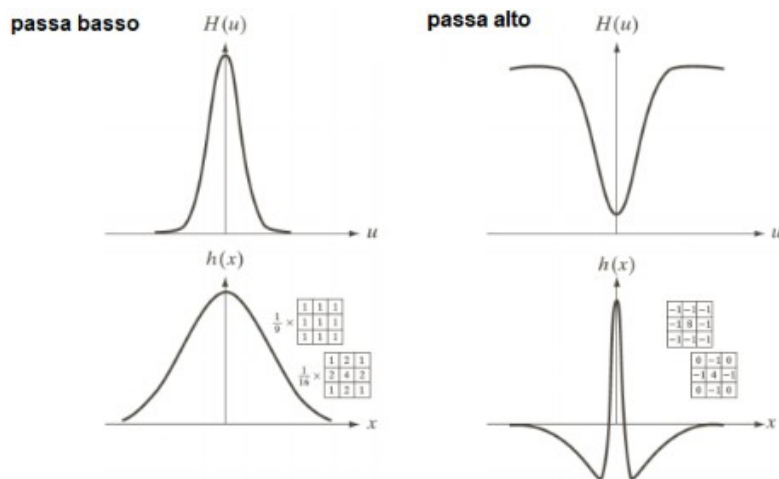 passa basso
H(u)
u
h(x)
1/9 ×
1 1 1
1 1 1
1 1 1
1/16 ×
1 2 1
2 4 2
1 2 1
x
passa alto
H(u)
u
h(x)
-1 -1 -1
-1 8 -1
-1 -1 -1
0 -1 0
-1 4 -1
0 -1 0
x